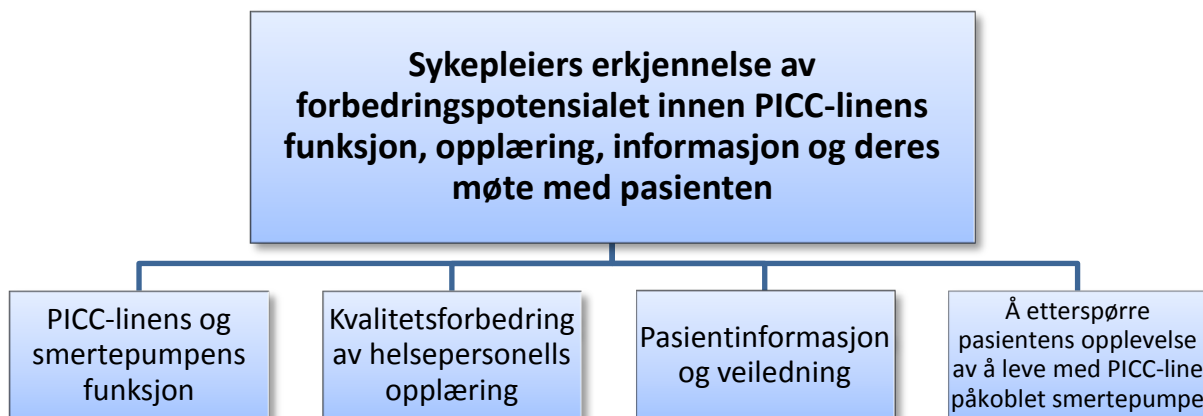 Sykepleiers erkjennelse av
forbedringspotensialet innen PICC-linens
funksjon, opplæring, informasjon og deres
møte med pasienten
PICC-linens og
smertepumpens
funksjon
Kvalitetsforbedring
av helsepersonells
opplæring
Pasientinformasjon
og veiledning
Å etterspørre
pasientens opplevelse
av å leve med PICC-line
påkoblet smertepumpe